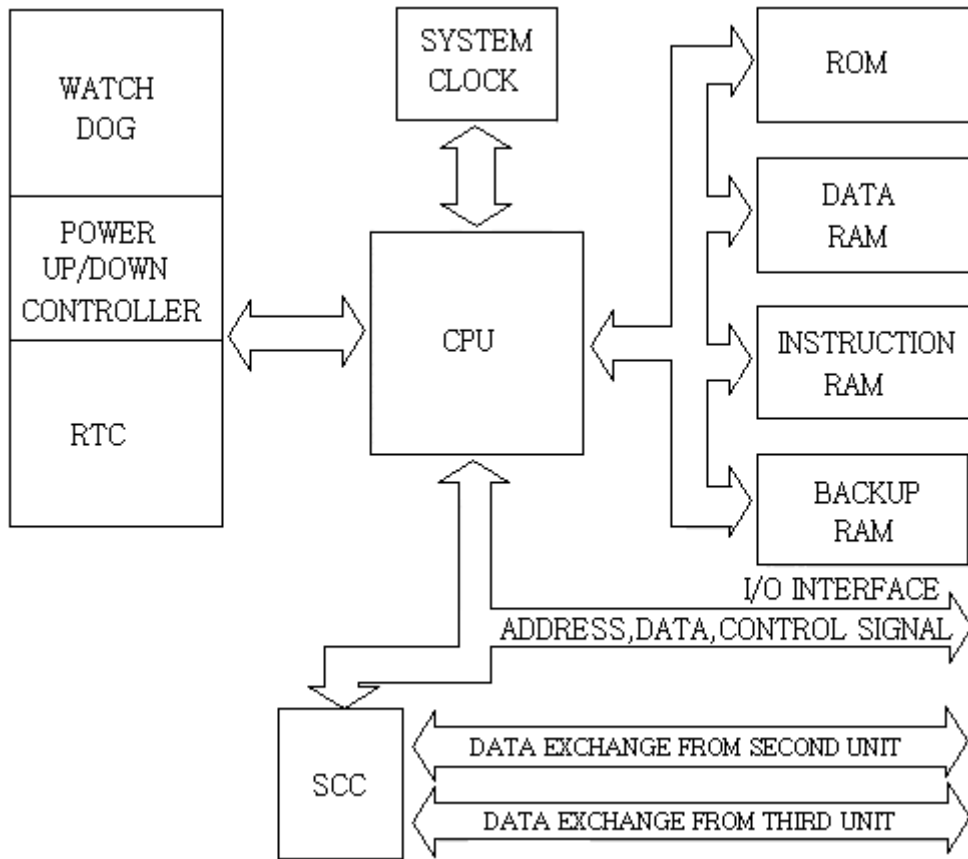 WATCH
DOG
POWER
UP/DOWN
CONTROLLER
RTC
SYSTEM
CLOCK
CPU
ROM
DATA
RAM
INSTRUCTION
RAM
BACKUP
RAM
I/O INTERFACE
ADDRESS,DATA,CONTROL SIGNAL
SCC
DATA EXCHANGE FROM SECOND UNIT
DATA EXCHANGE FROM THIRD UNIT